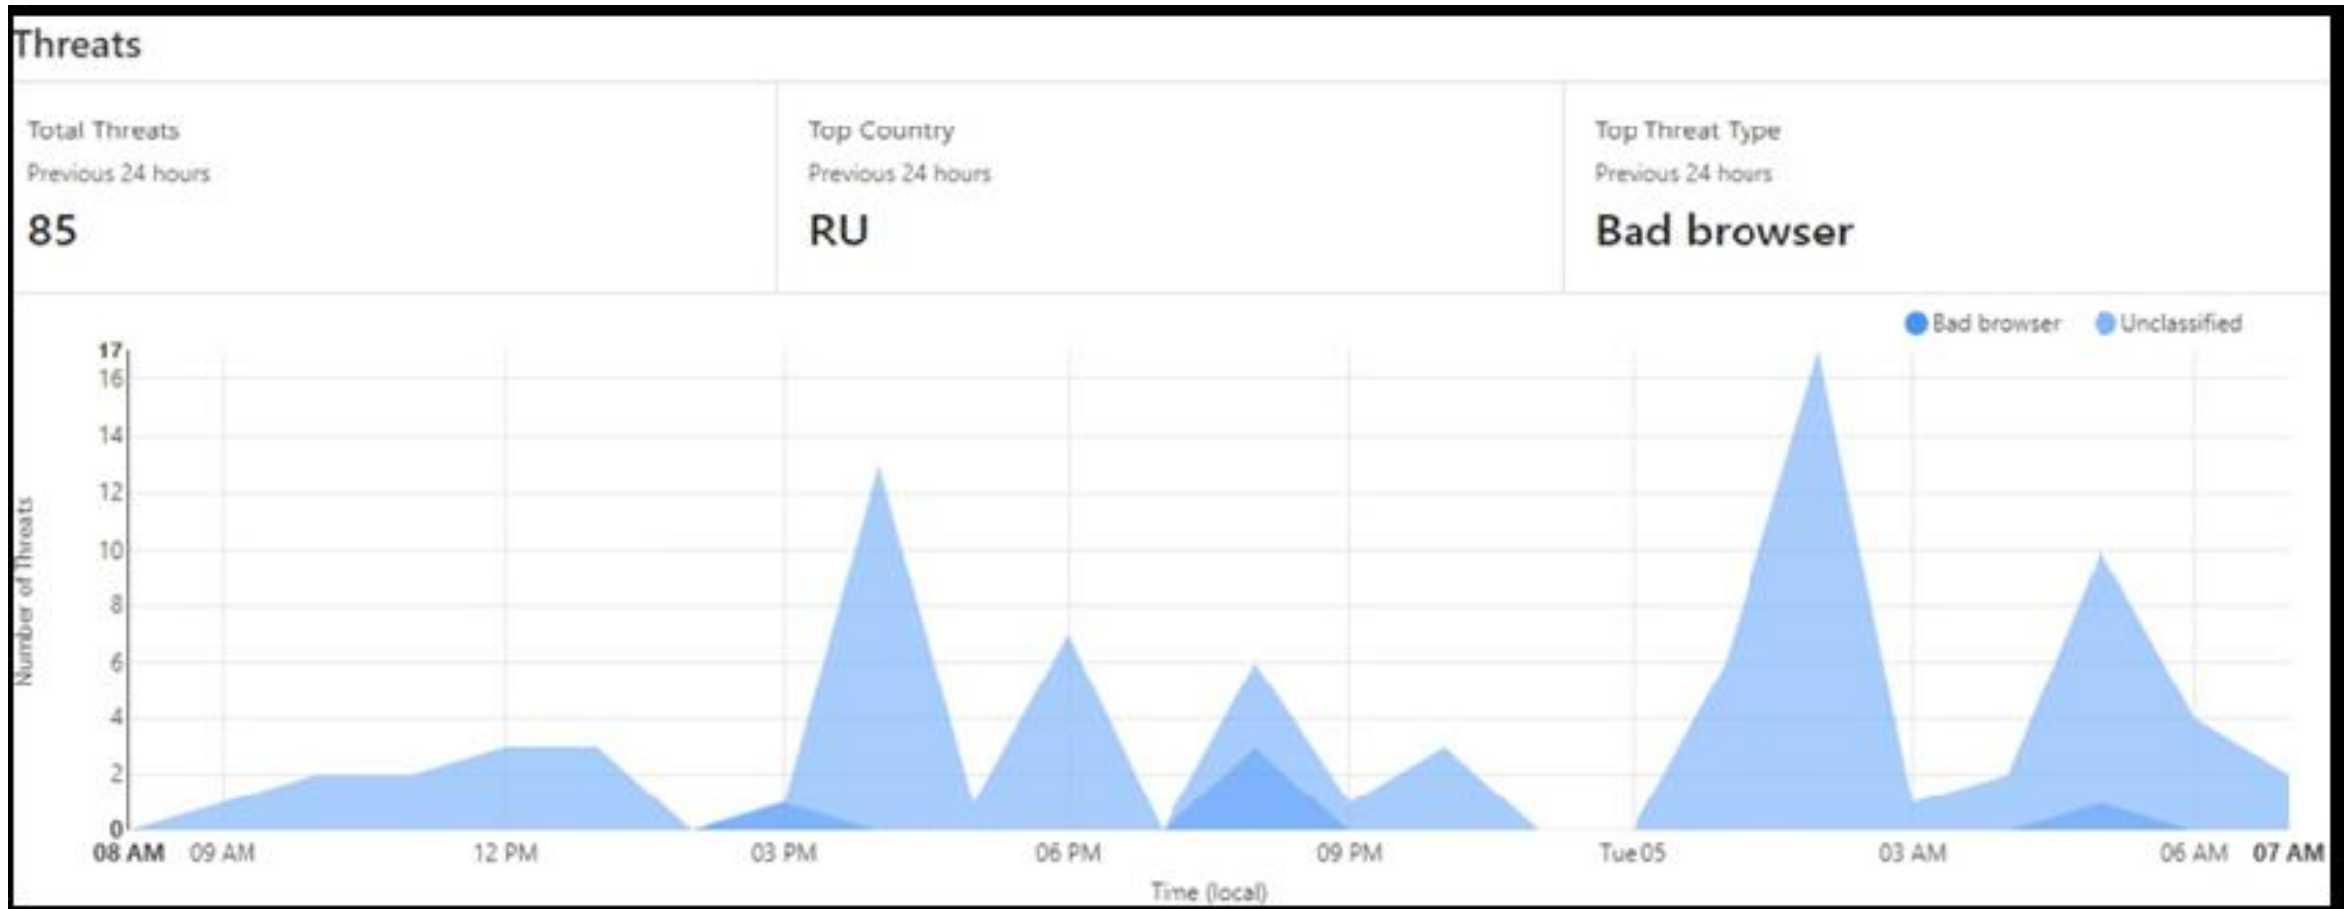 Threats
Total Threats
Previous 24 hours
85
Top Country
Previous 24 hours
RU
Top Threat Type
Previous 24 hours
Bad browser
Bad browser
Unclassified
Number of Threats
17
16
14
12
10
8
6
4
2
0
08 AM 09 AM 12 PM 03 PM 06 PM 09 PM Tue 05 03 AM 06 AM 07 AM
Time (local)